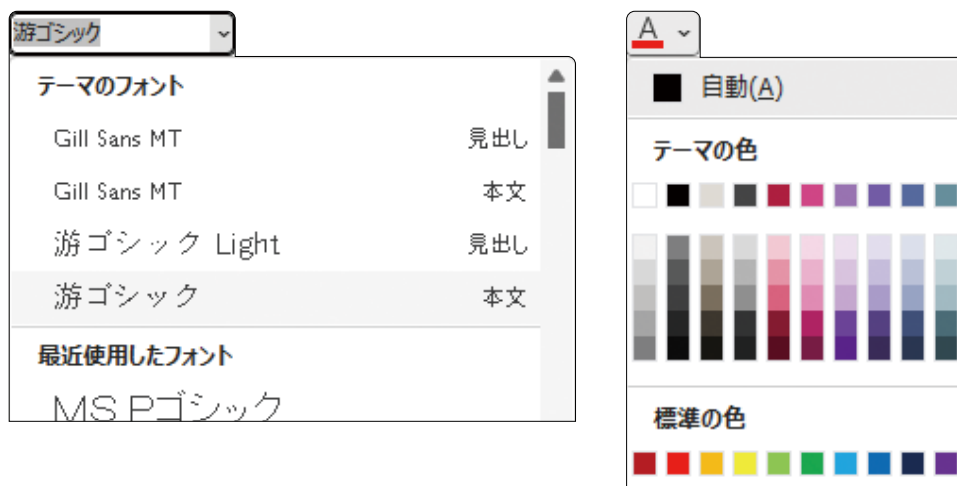 游ゴシック
テーマのフォント
Gill Sans MT 見出し
Gill Sans MT 本文
游ゴシック Light 見出し
游ゴシック 本文
最近使用したフォント
MS Pゴシック
A
自動(A)
テーマの色
標準の色